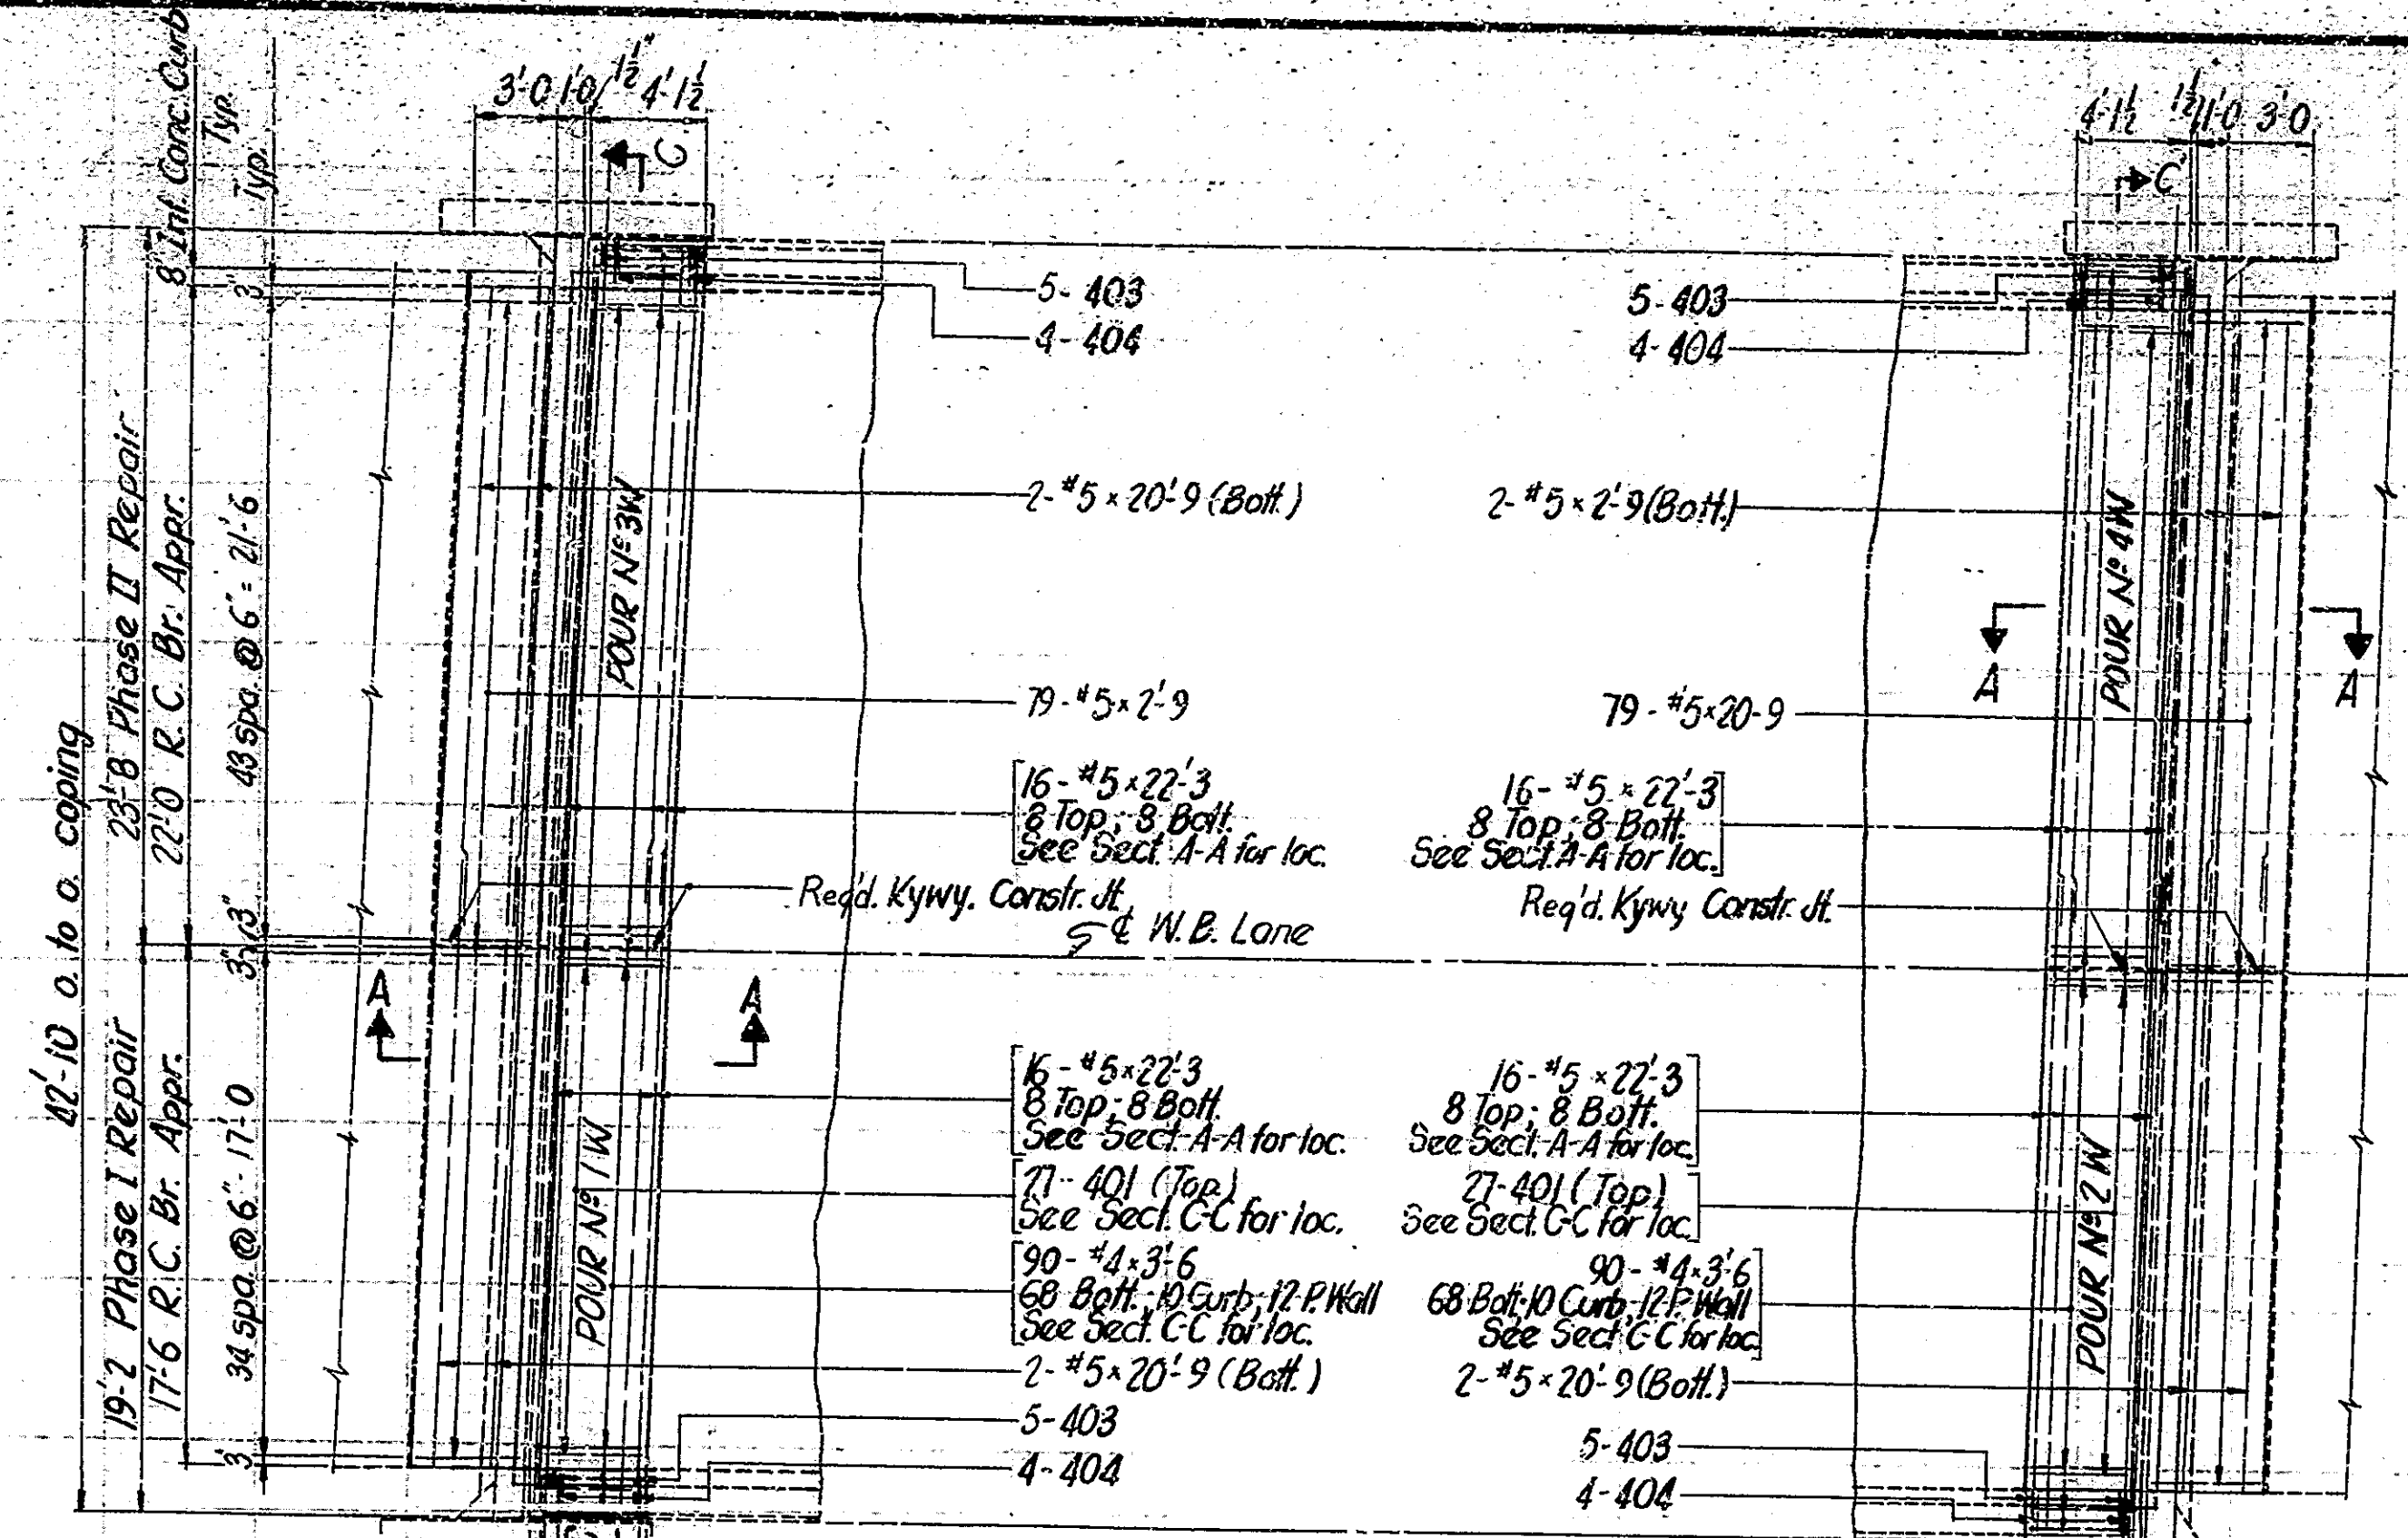 3'-0 1'-0 1½" 4'-1½
C
4'-1½ 1½ 1'-0 3'-0
C
8" Int. Conc. Curb
Typ.
3" Typ.
42'-10 o. to o. coping
23'-8 Phase II Repair
22'-0 R. C. Br. Appr.
43 spa. @ 6" = 21'-6
3" 3"
19'-2 Phase I Repair
17'-6 R. C. Br. Appr.
34 spa. @ 6" = 17'-0
3"
5-403
4-404
2-#5 × 20'-9 (Bott.)
POUR Nº 3W
79-#5 × 2'-9
16-#5 × 22'-3
8 Top; 8 Bott.
See Sect. A-A for loc.
Req'd. Kywy. Constr. Jt.
℄ W.B. Lane
A A
16-#5 × 22'-3
8 Top; 8 Bott.
See Sect. A-A for loc.
27-401 (Top)
See Sect. C-C for loc.
POUR Nº 1W
90-#4 × 3'-6
68 Bott.; 10 Curb; 12 P. Wall
See Sect. C-C for loc.
2-#5 × 20'-9 (Bott.)
5-403
4-404
5-403
4-404
2-#5 × 2'-9 (Bott.)
POUR Nº 4W
A A
79-#5×20-9
16-#5 × 22'-3
8 Top; 8 Bott.
See Sect. A-A for loc.
Req'd. Kywy Constr. Jt.
16-#5 × 22'-3
8 Top; 8 Bott.
See Sect. A-A for loc.
27-401 (Top)
See Sect. C-C for loc.
POUR Nº 2W
90-#4 × 3'-6
68 Bott.; 10 Curb; 12 P. Wall
See Sect. C-C for loc.
2-#5 × 20'-9 (Bott.)
5-403
4-404